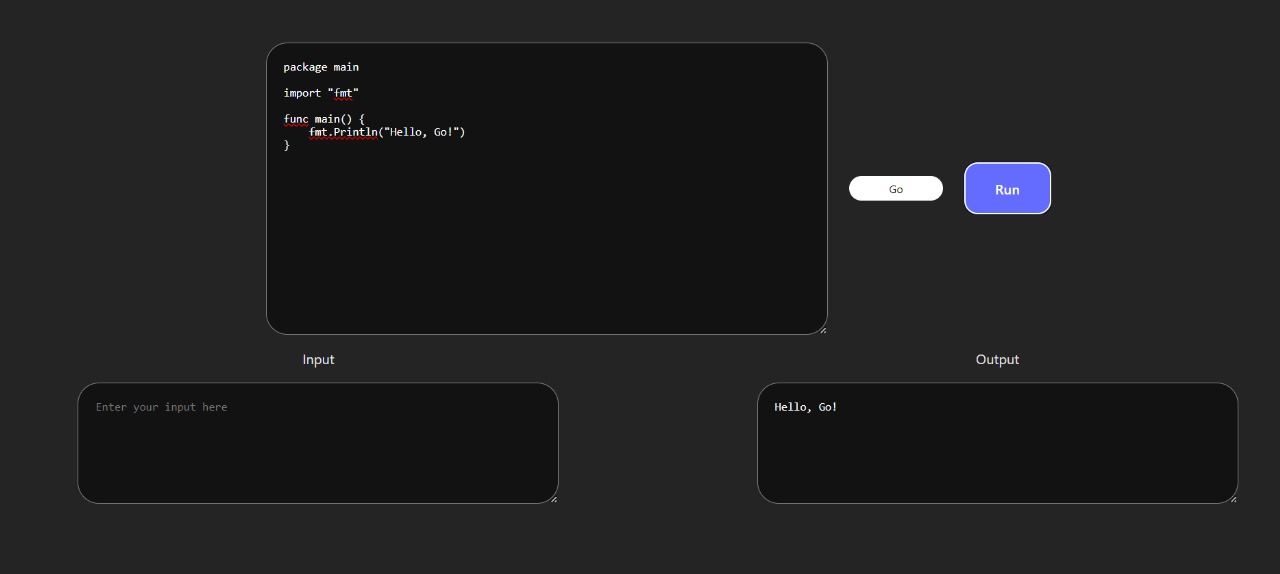 package main
import "fmt"
func main() {
    fmt.Println("Hello, Go!")
}
Go
Run
Input
Output
Enter your input here
Hello, Go!